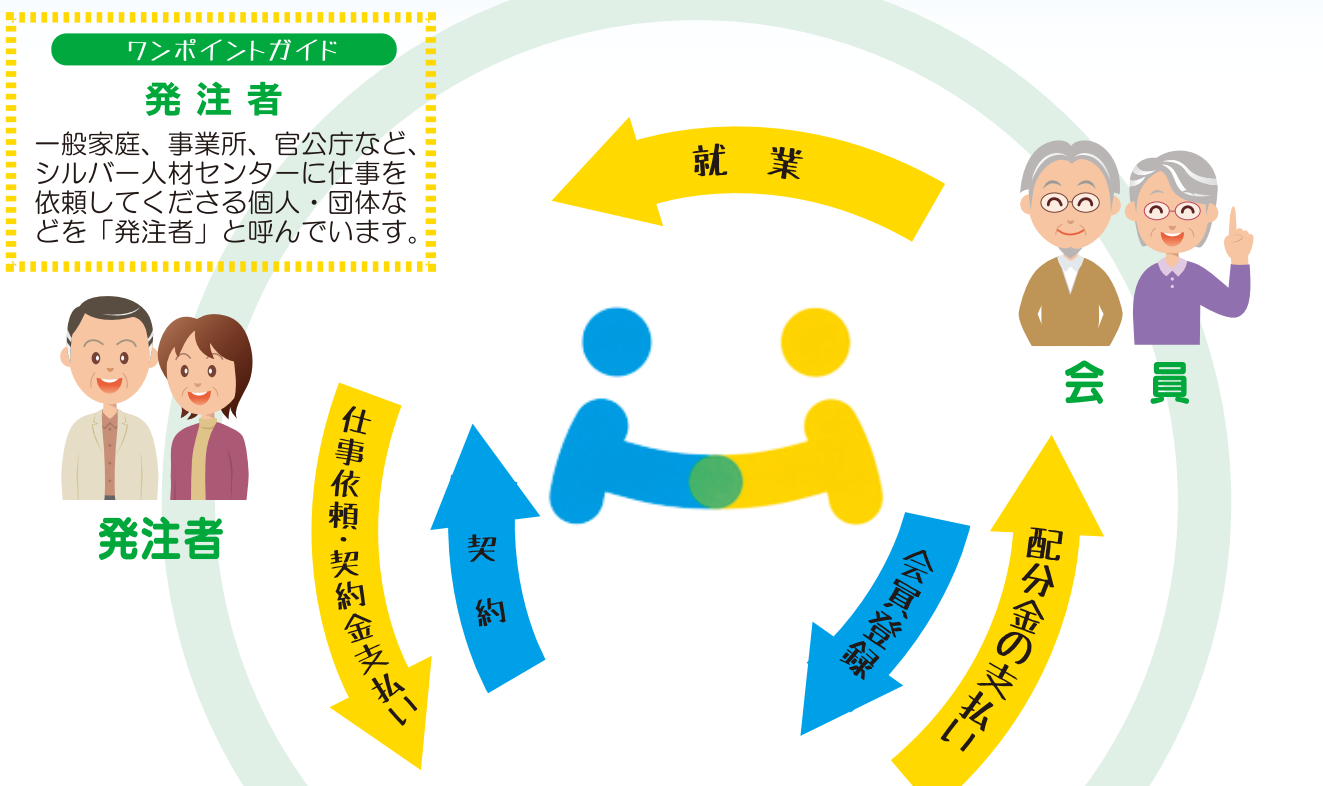 ワンポイントガイド
発注者
一般家庭、事業所、官公庁など、
シルバー人材センターに仕事を
依頼してくださる個人・団体な
どを「発注者」と呼んでいます。
就業
会員
発注者
仕事依頼・契約金支払い
契約
会員登録
配分金の支払い